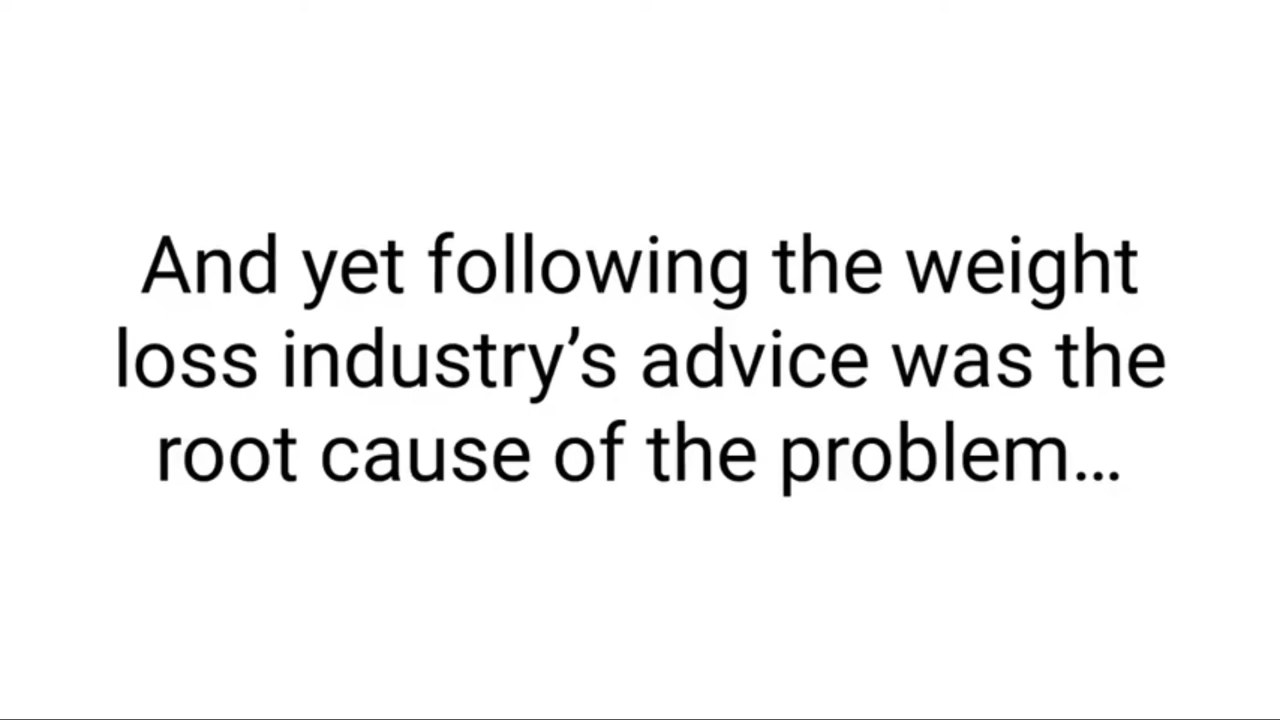 And yet following the weight
loss industry’s advice was the
root cause of the problem…